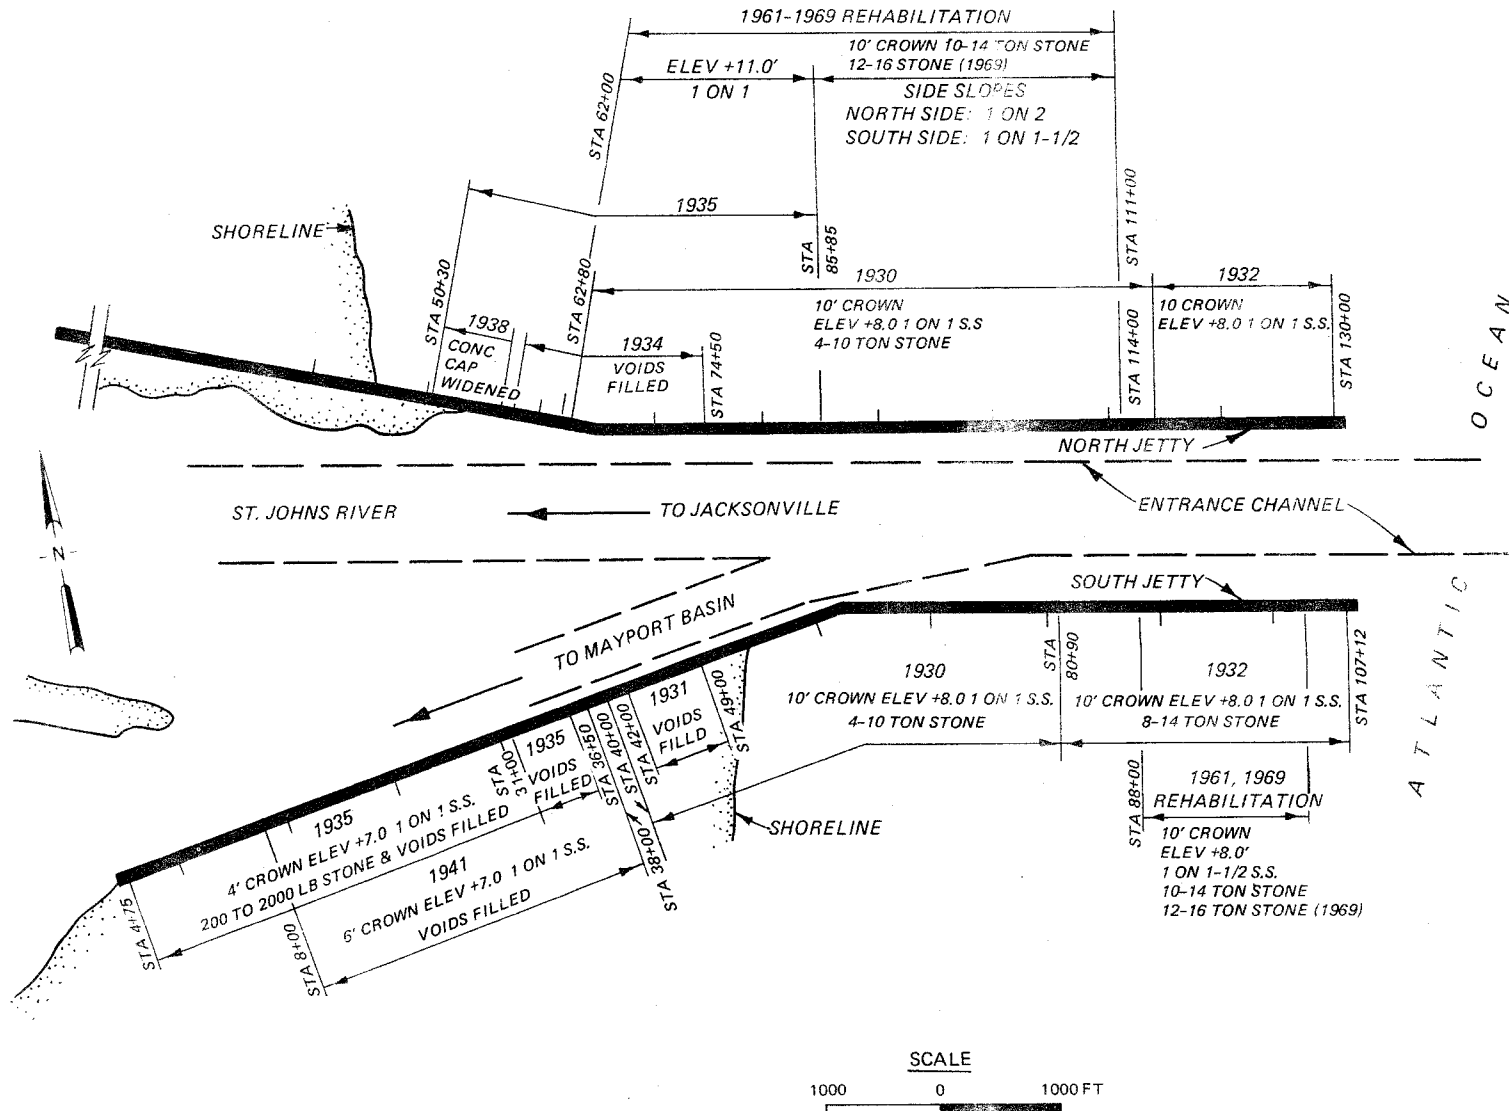 1961-1969 REHABILITATION
10' CROWN 10-14 TON STONE
12-16 STONE (1969)
ELEV +11.0'
1 ON 1
SIDE SLOPES
NORTH SIDE: 1 ON 2
SOUTH SIDE: 1 ON 1-1/2
STA 62+00
1935
STA 111+00
SHORELINE
STA
85+85
STA 50+30
STA 62+80
1930
10' CROWN
ELEV +8.0 1 ON 1 S.S
4-10 TON STONE
1932
10 CROWN
ELEV +8.0 1 ON 1 S.S.
1938
CONC
CAP
WIDENED
1934
VOIDS
FILLED
STA 74+50
STA 114+00
STA 130+00
NORTH JETTY
ST. JOHNS RIVER
TO JACKSONVILLE
ENTRANCE CHANNEL
ATLANTIC OCEAN
N
TO MAYPORT BASIN
SOUTH JETTY
1930
10' CROWN ELEV +8.0 1 ON 1 S.S.
4-10 TON STONE
STA
80+90
1932
10' CROWN ELEV +8.0 1 ON 1 S.S.
8-14 TON STONE
STA 107+12
1931
VOIDS
FILLD
STA 49+00
STA 42+00
STA 40+00
STA 36+50
STA 38+00
1935
VOIDS
FILLED
STA
31+00
1935
4' CROWN ELEV +7.0 1 ON 1 S.S.
200 TO 2000 LB STONE & VOIDS FILLED
1941
6' CROWN ELEV +7.0 1 ON 1 S.S.
VOIDS FILLED
STA 4+75
STA 8+00
SHORELINE
STA 88+00
1961, 1969
REHABILITATION
10' CROWN
ELEV +8.0'
1 ON 1-1/2 S.S.
10-14 TON STONE
12-16 TON STONE (1969)
SCALE
1000 0 1000 FT